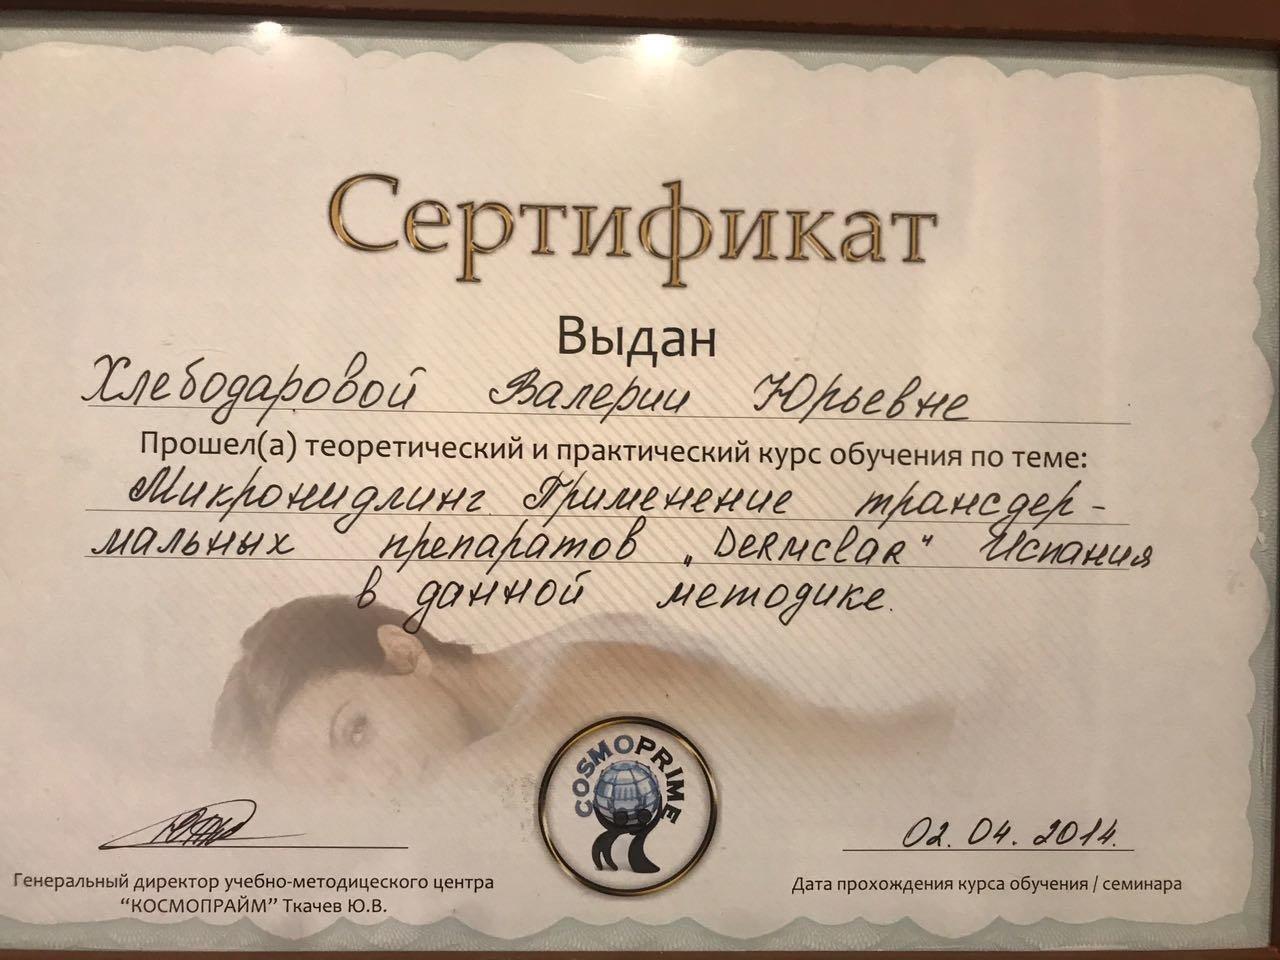 Сертификат
Выдан
Хлебодаровой Валерии Юрьевне
Прошел(а) теоретический и практический курс обучения по теме:
Микронидлинг. Применение трансдер-
мальных препаратов „Dermclar“ Испания
в данной методике.
COSMOPRIME
02.04.2014.
Генеральный директор учебно-методицеского центра
“КОСМОПРАЙМ” Ткачев Ю.В.
Дата прохождения курса обучения / семинара